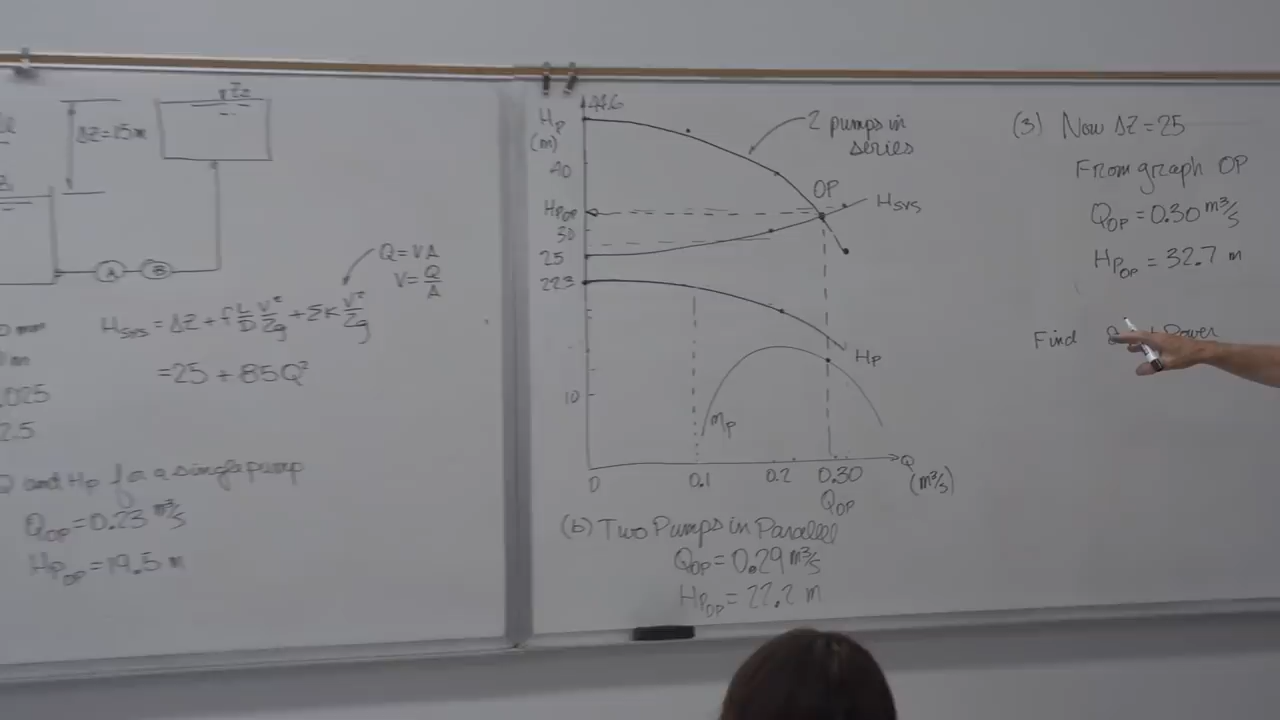 Z2
ΔZ=15m
A B
Q=VA
V=Q/A
Hsys=ΔZ+f L/D V²/2g+ΣK V²/2g
=25+85Q²
.025
2.5
Q and Hp for a single pump
QOP=0.23 m³/s
HPOP=19.5 m
44.6
Hp
(m)
2 pumps in
series
40
OP
Hsys
HPOP
30
25
22.3
Hp
10
ηp
0 0.1 0.2 0.30 Q
(m³/s)
QOP
(b) Two Pumps in Parallel
QOP=0.29 m³/s
HPOP=22.2 m
(3) Now ΔZ=25
From graph OP
QOP=0.30 m³/s
HPOP=32.7 m
Find Power